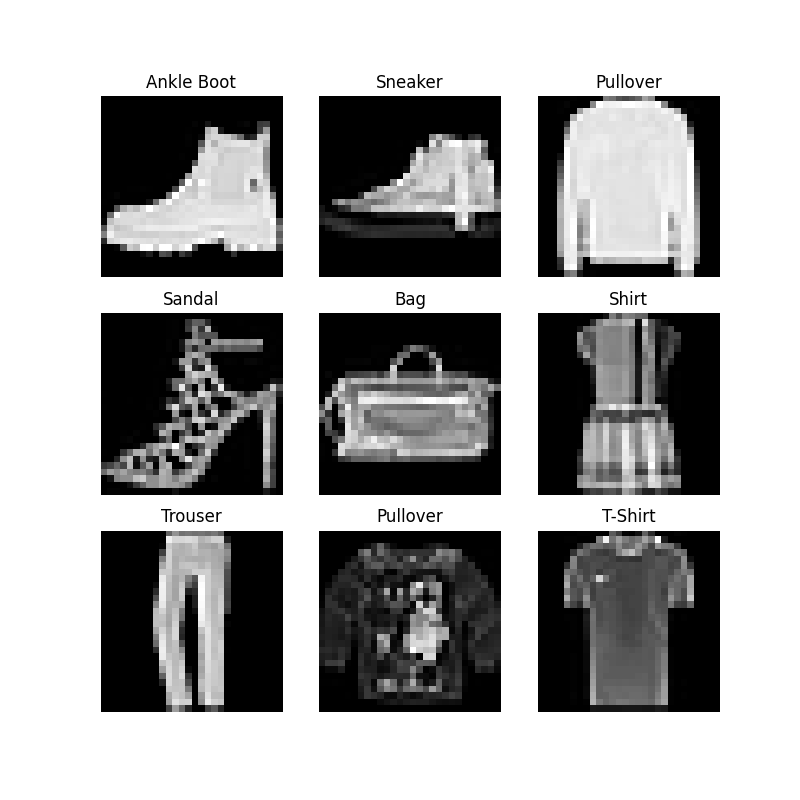 Ankle Boot
Sneaker
Pullover
Sandal
Bag
Shirt
Trouser
Pullover
T-Shirt